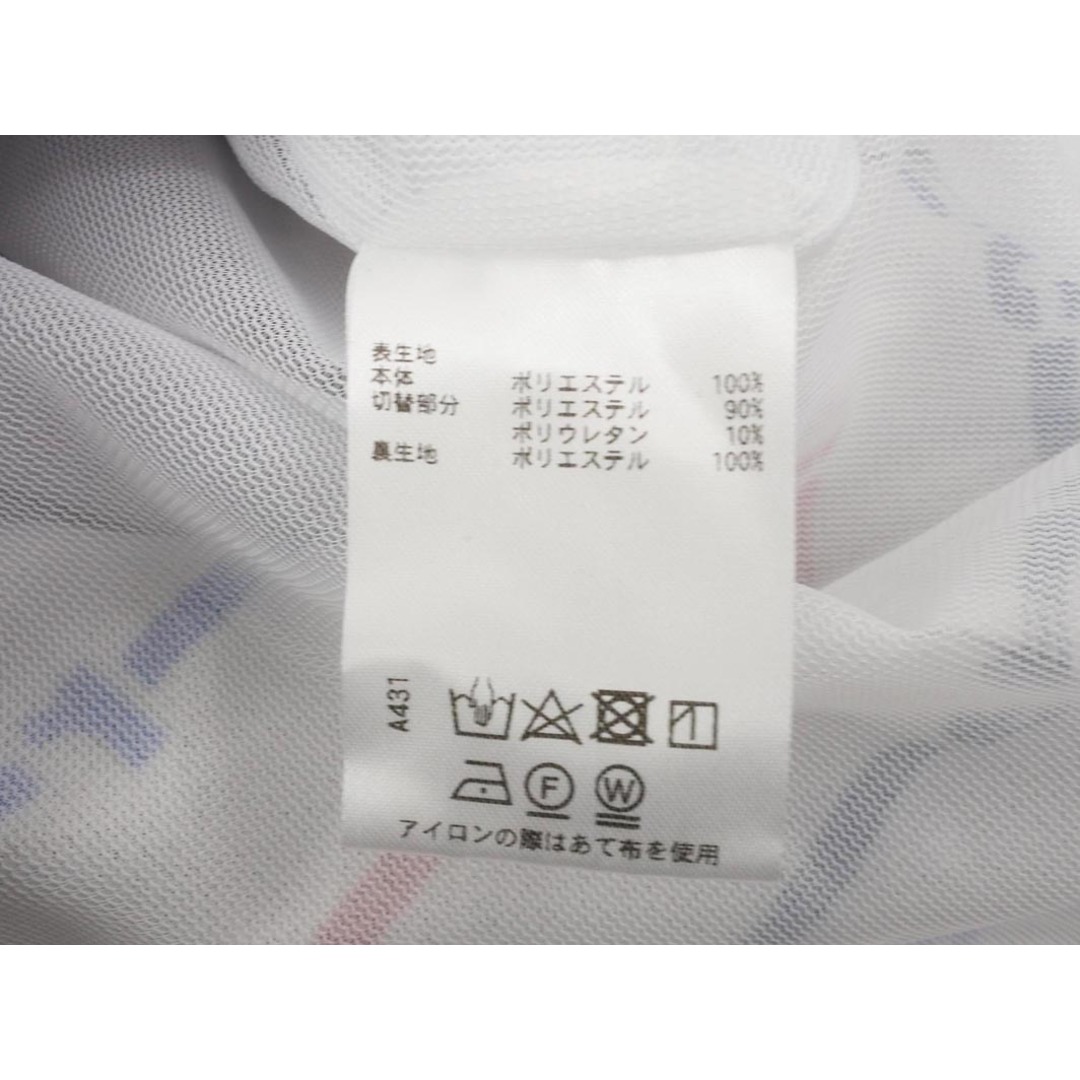 表生地
本体 ポリエステル 100%
切替部分 ポリエステル 90%
ポリウレタン 10%
裏生地 ポリエステル 100%
A431
F W
アイロンの際はあて布を使用